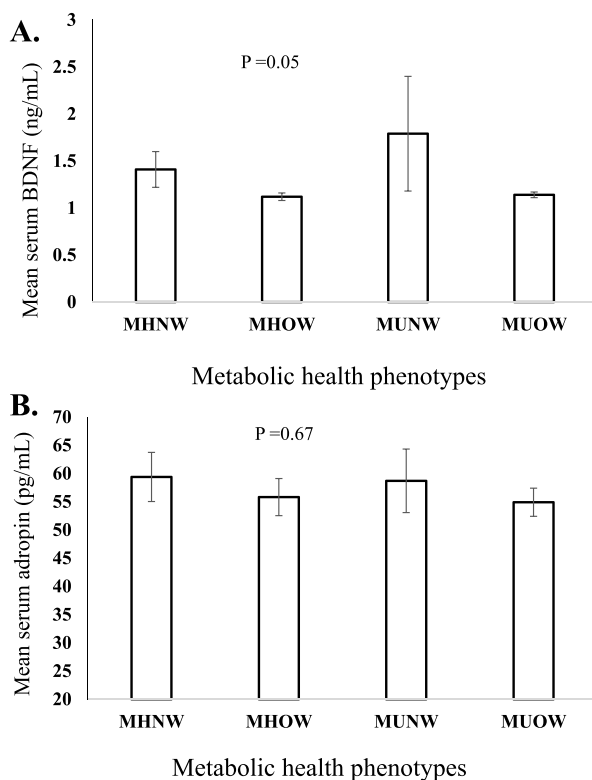 A.
Mean serum BDNF (ng/mL)
3
2.5
2
1.5
1
0.5
0
P =0.05
MHNW MHOW MUNW MUOW
Metabolic health phenotypes
B.
Mean serum adropin (pg/mL)
70
65
60
55
50
45
40
35
30
25
20
P =0.67
MHNW MHOW MUNW MUOW
Metabolic health phenotypes